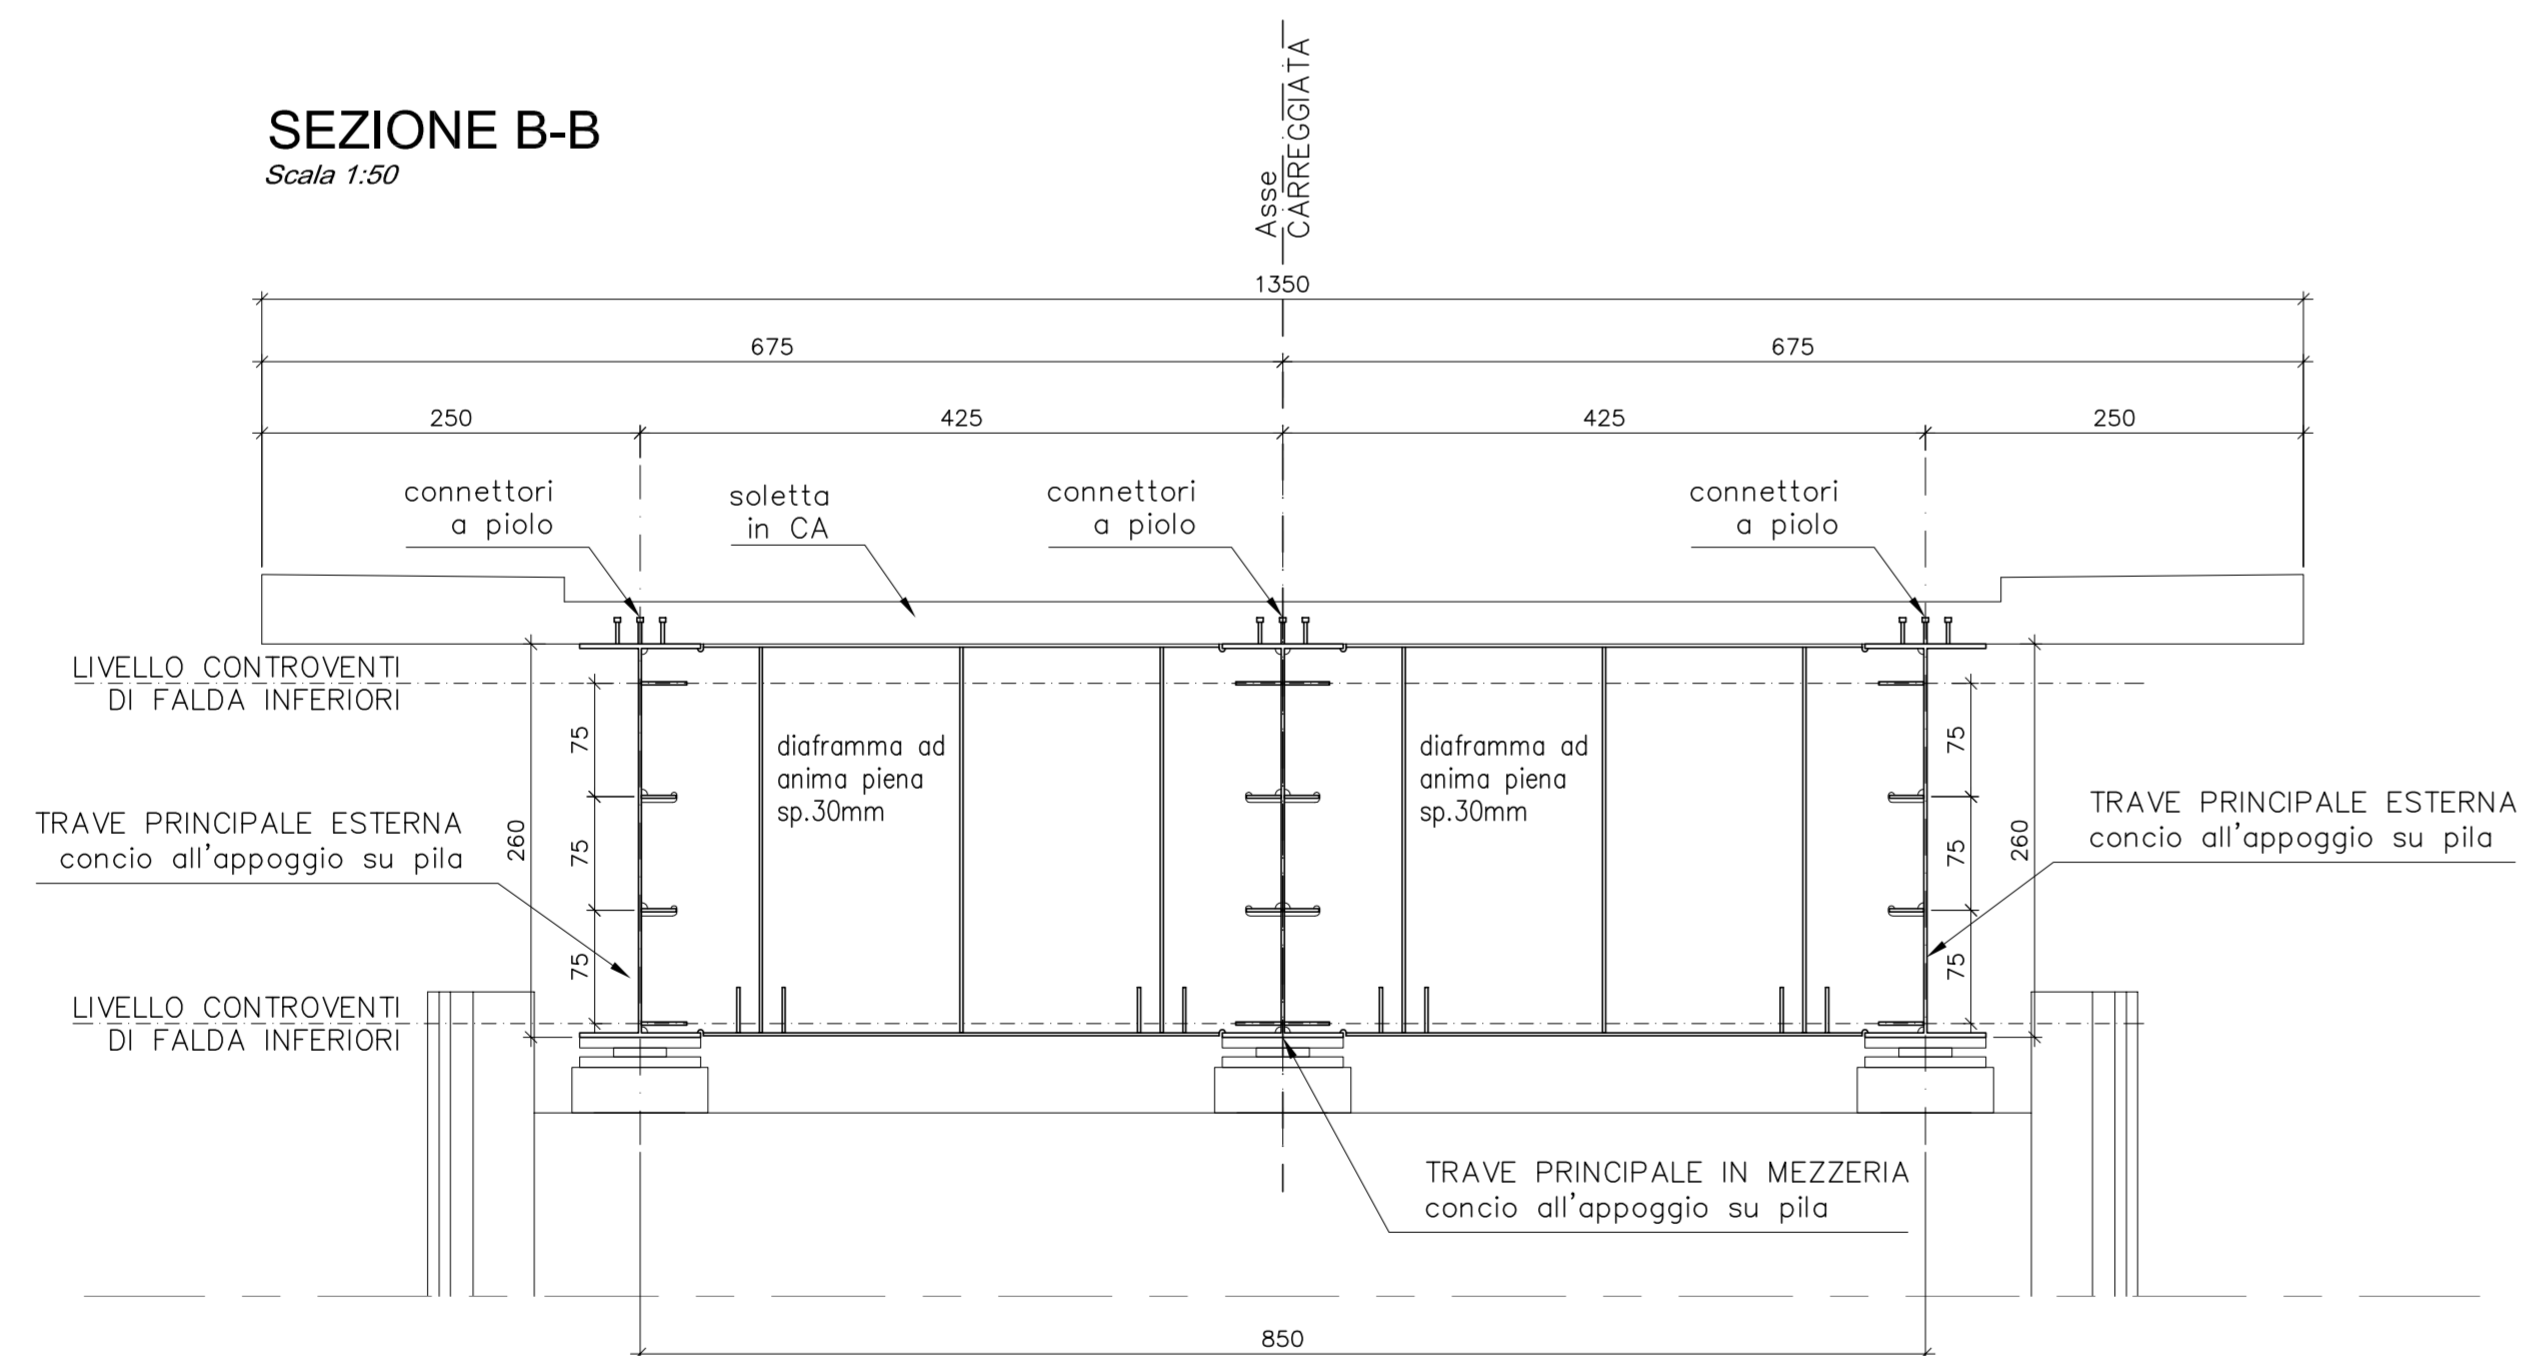 SEZIONE B-B
Scala 1:50
Asse
CARREGGIATA
1350
675
675
250
425
425
250
connettori
a piolo
soletta
in CA
connettori
a piolo
connettori
a piolo
LIVELLO CONTROVENTI
DI FALDA INFERIORI
75
75
75
260
diaframma ad
anima piena
sp.30mm
diaframma ad
anima piena
sp.30mm
75
75
75
260
TRAVE PRINCIPALE ESTERNA
concio all'appoggio su pila
TRAVE PRINCIPALE ESTERNA
concio all'appoggio su pila
LIVELLO CONTROVENTI
DI FALDA INFERIORI
TRAVE PRINCIPALE IN MEZZERIA
concio all'appoggio su pila
850